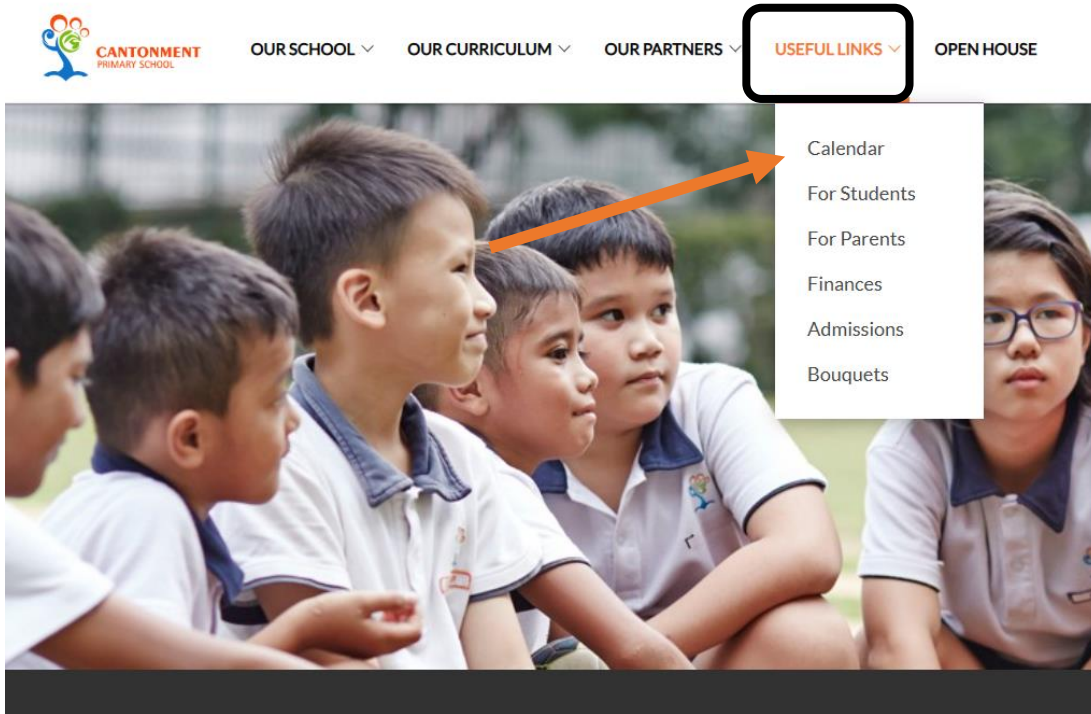 CANTONMENT
PRIMARY SCHOOL
OUR SCHOOL OUR CURRICULUM OUR PARTNERS USEFUL LINKS OPEN HOUSE
Calendar
For Students
For Parents
Finances
Admissions
Bouquets